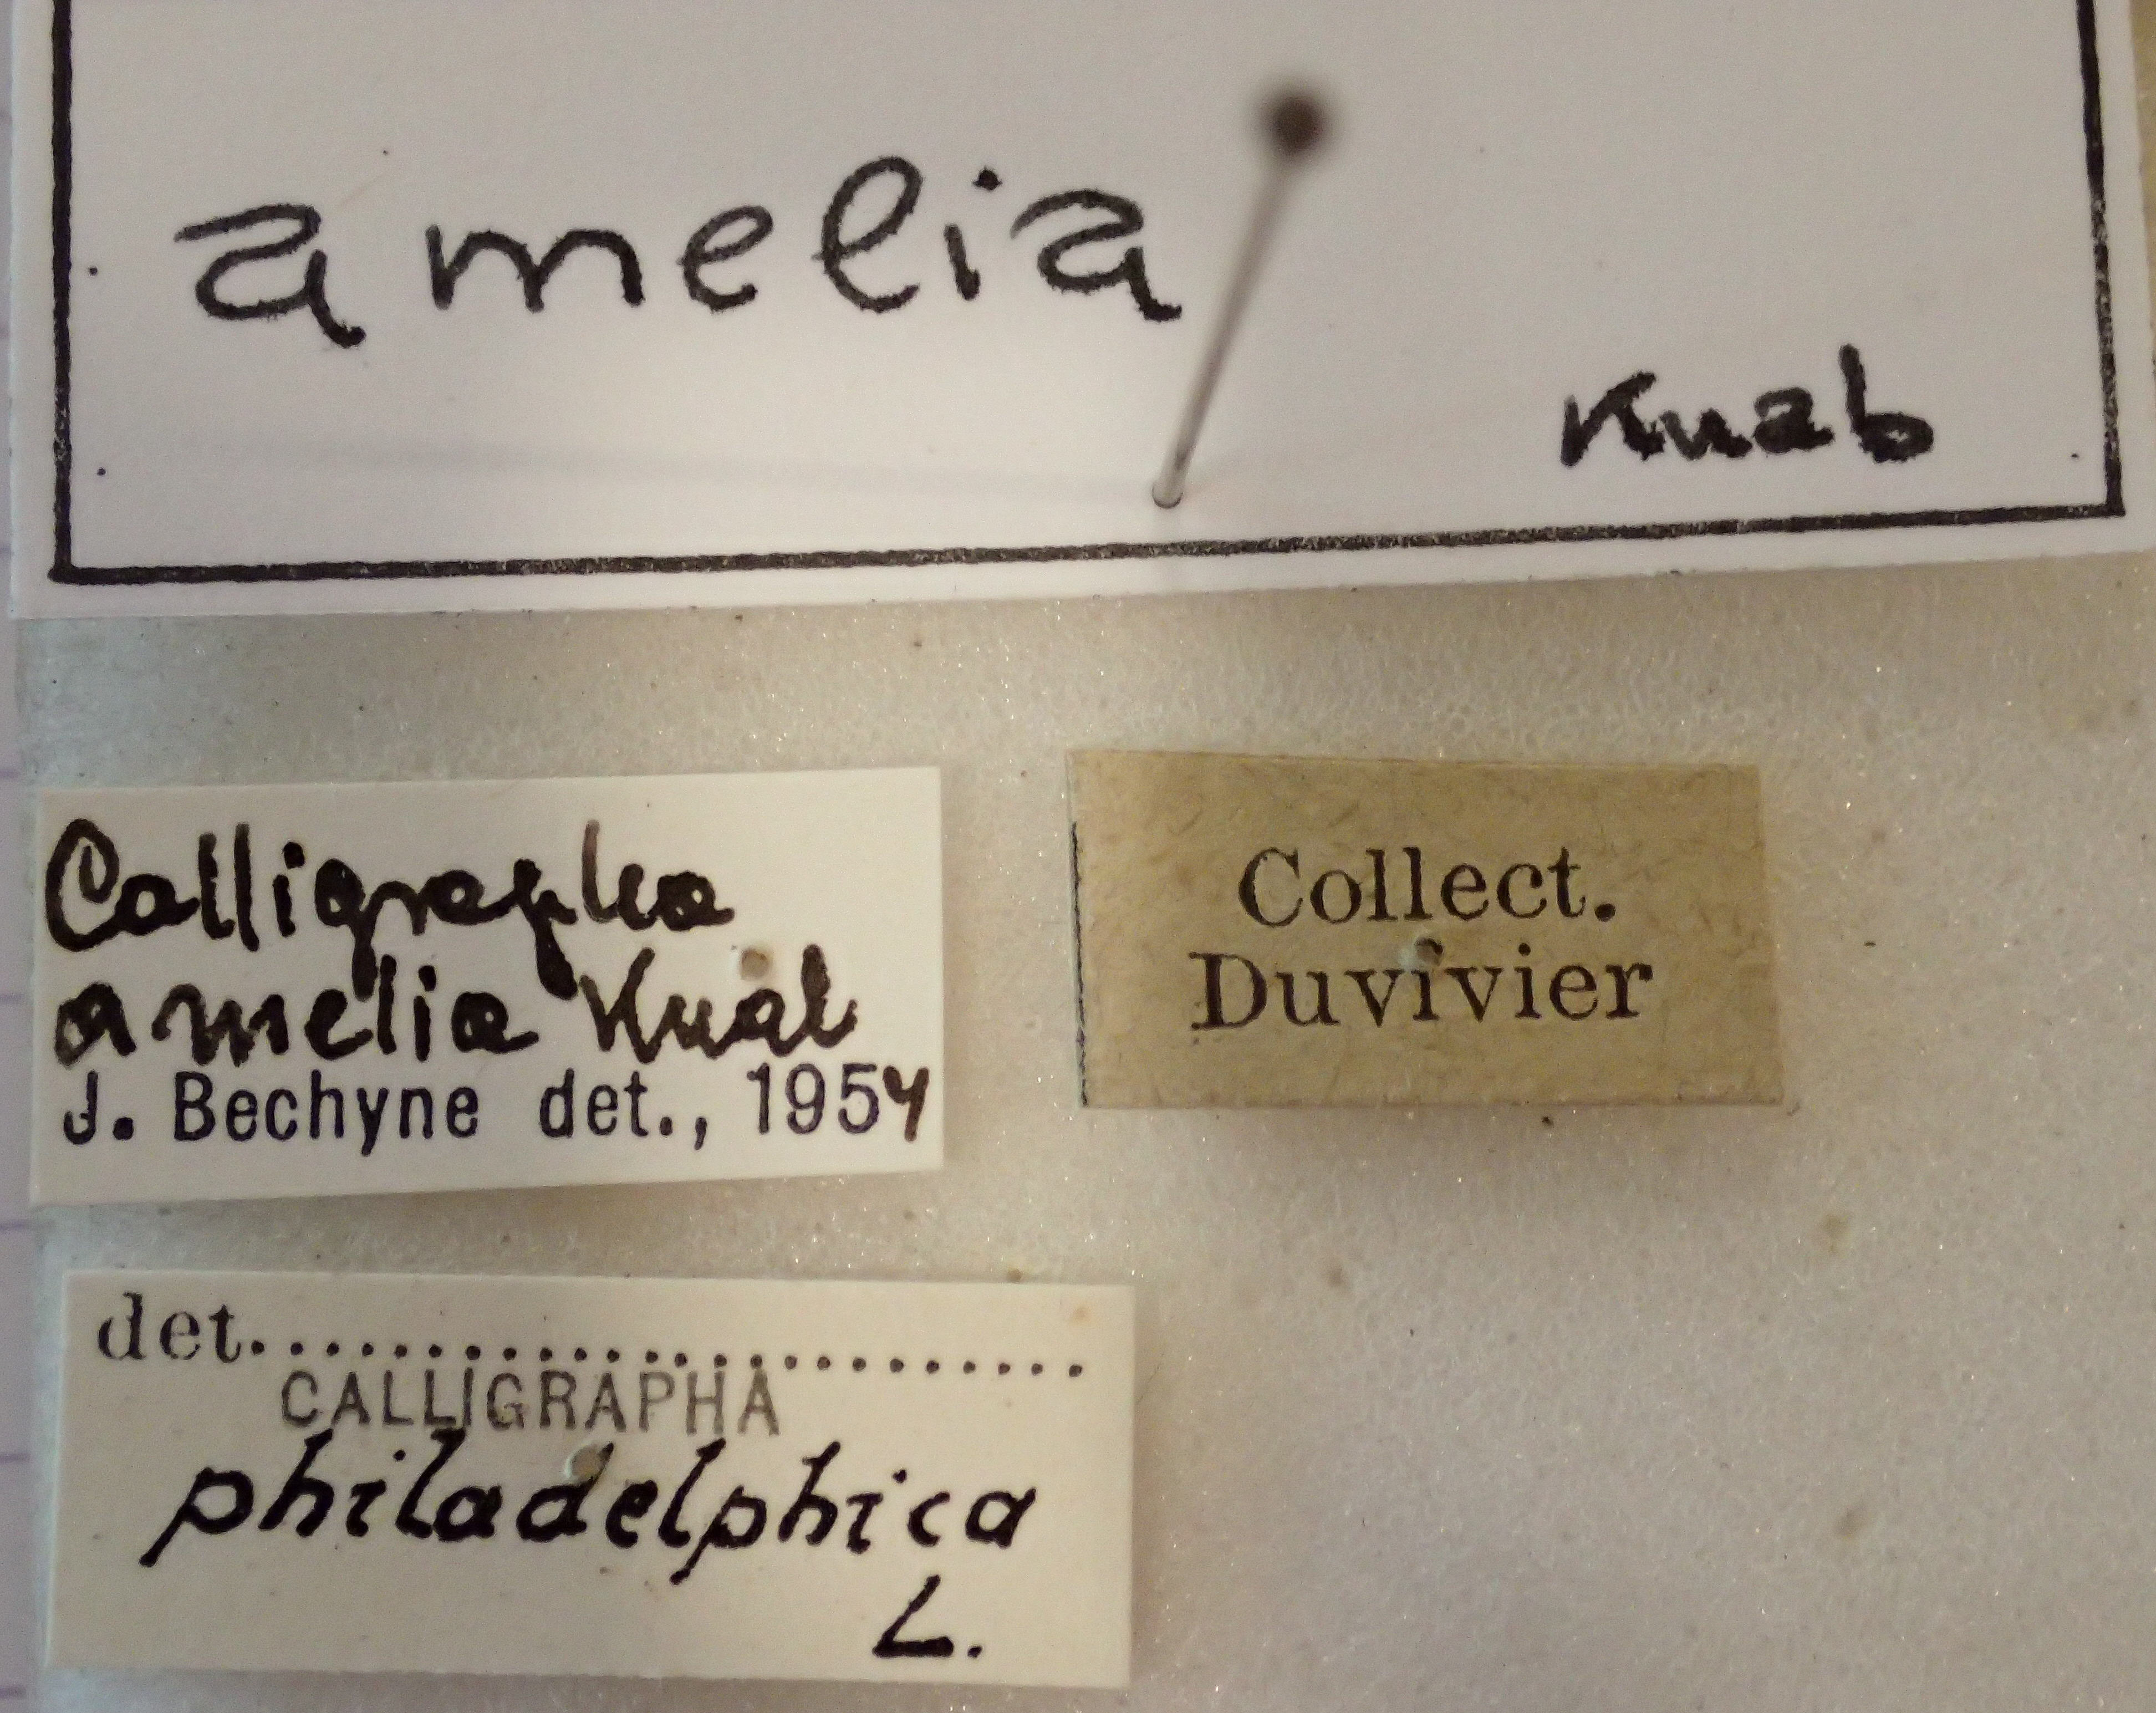 amelia
Knab
Calligrapha
amelia Knab
J. Bechyne det., 1954
Collect.
Duvivier
det..............................
CALLIGRAPHA
philadelphica
L.